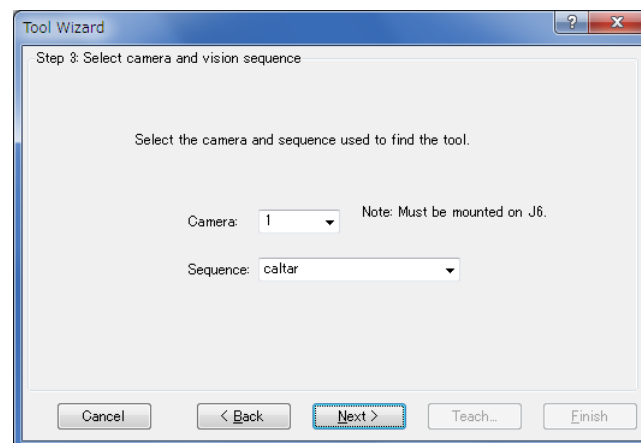 Tool Wizard
Step 3: Select camera and vision sequence
Select the camera and sequence used to find the tool.
Camera: 1 Note: Must be mounted on J6.
Sequence: caltar
Cancel < Back Next > Teach... Finish